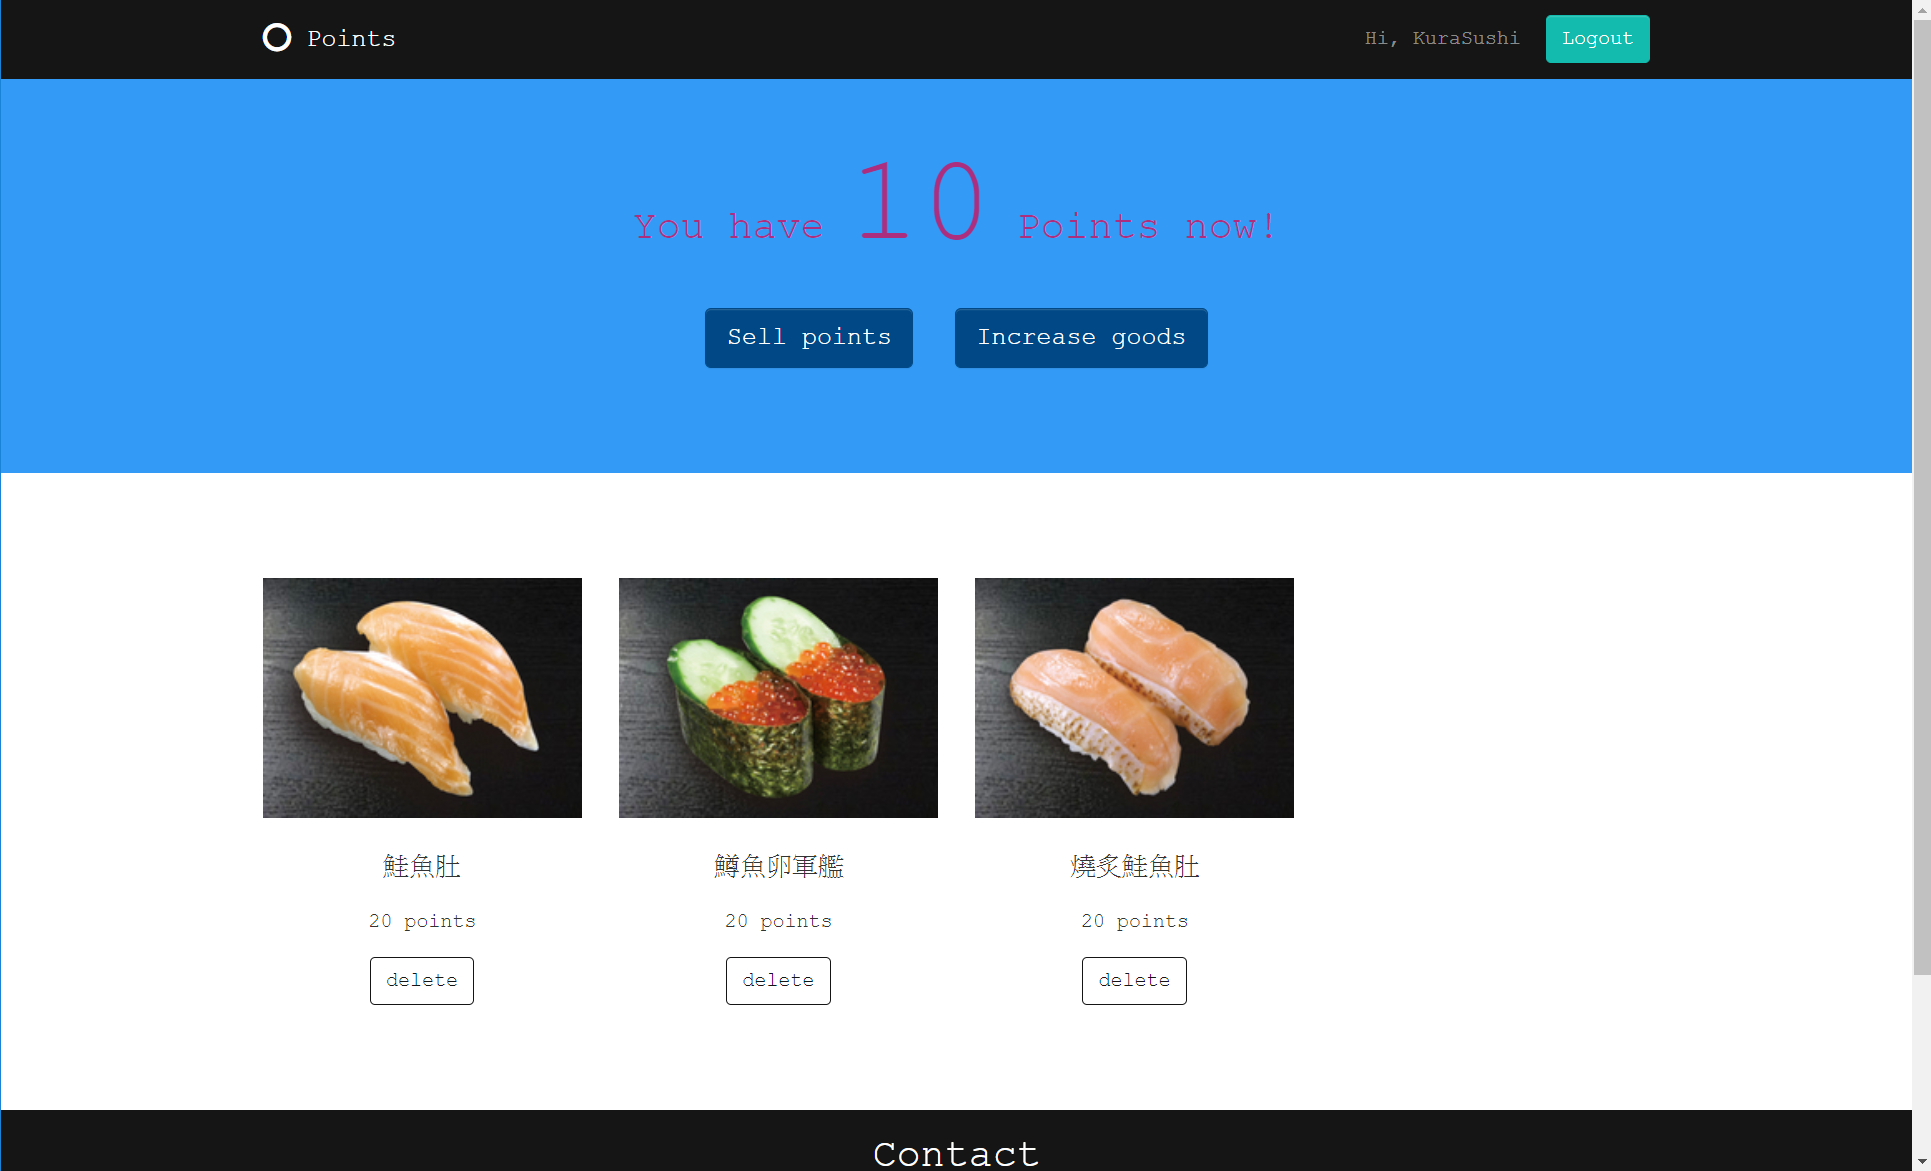 Points
Hi, KuraSushi
Logout
You have 10 Points now!
Sell points
Increase goods
鮭魚肚
鱒魚卵軍艦
燒炙鮭魚肚
20 points
20 points
20 points
delete
delete
delete
Contact